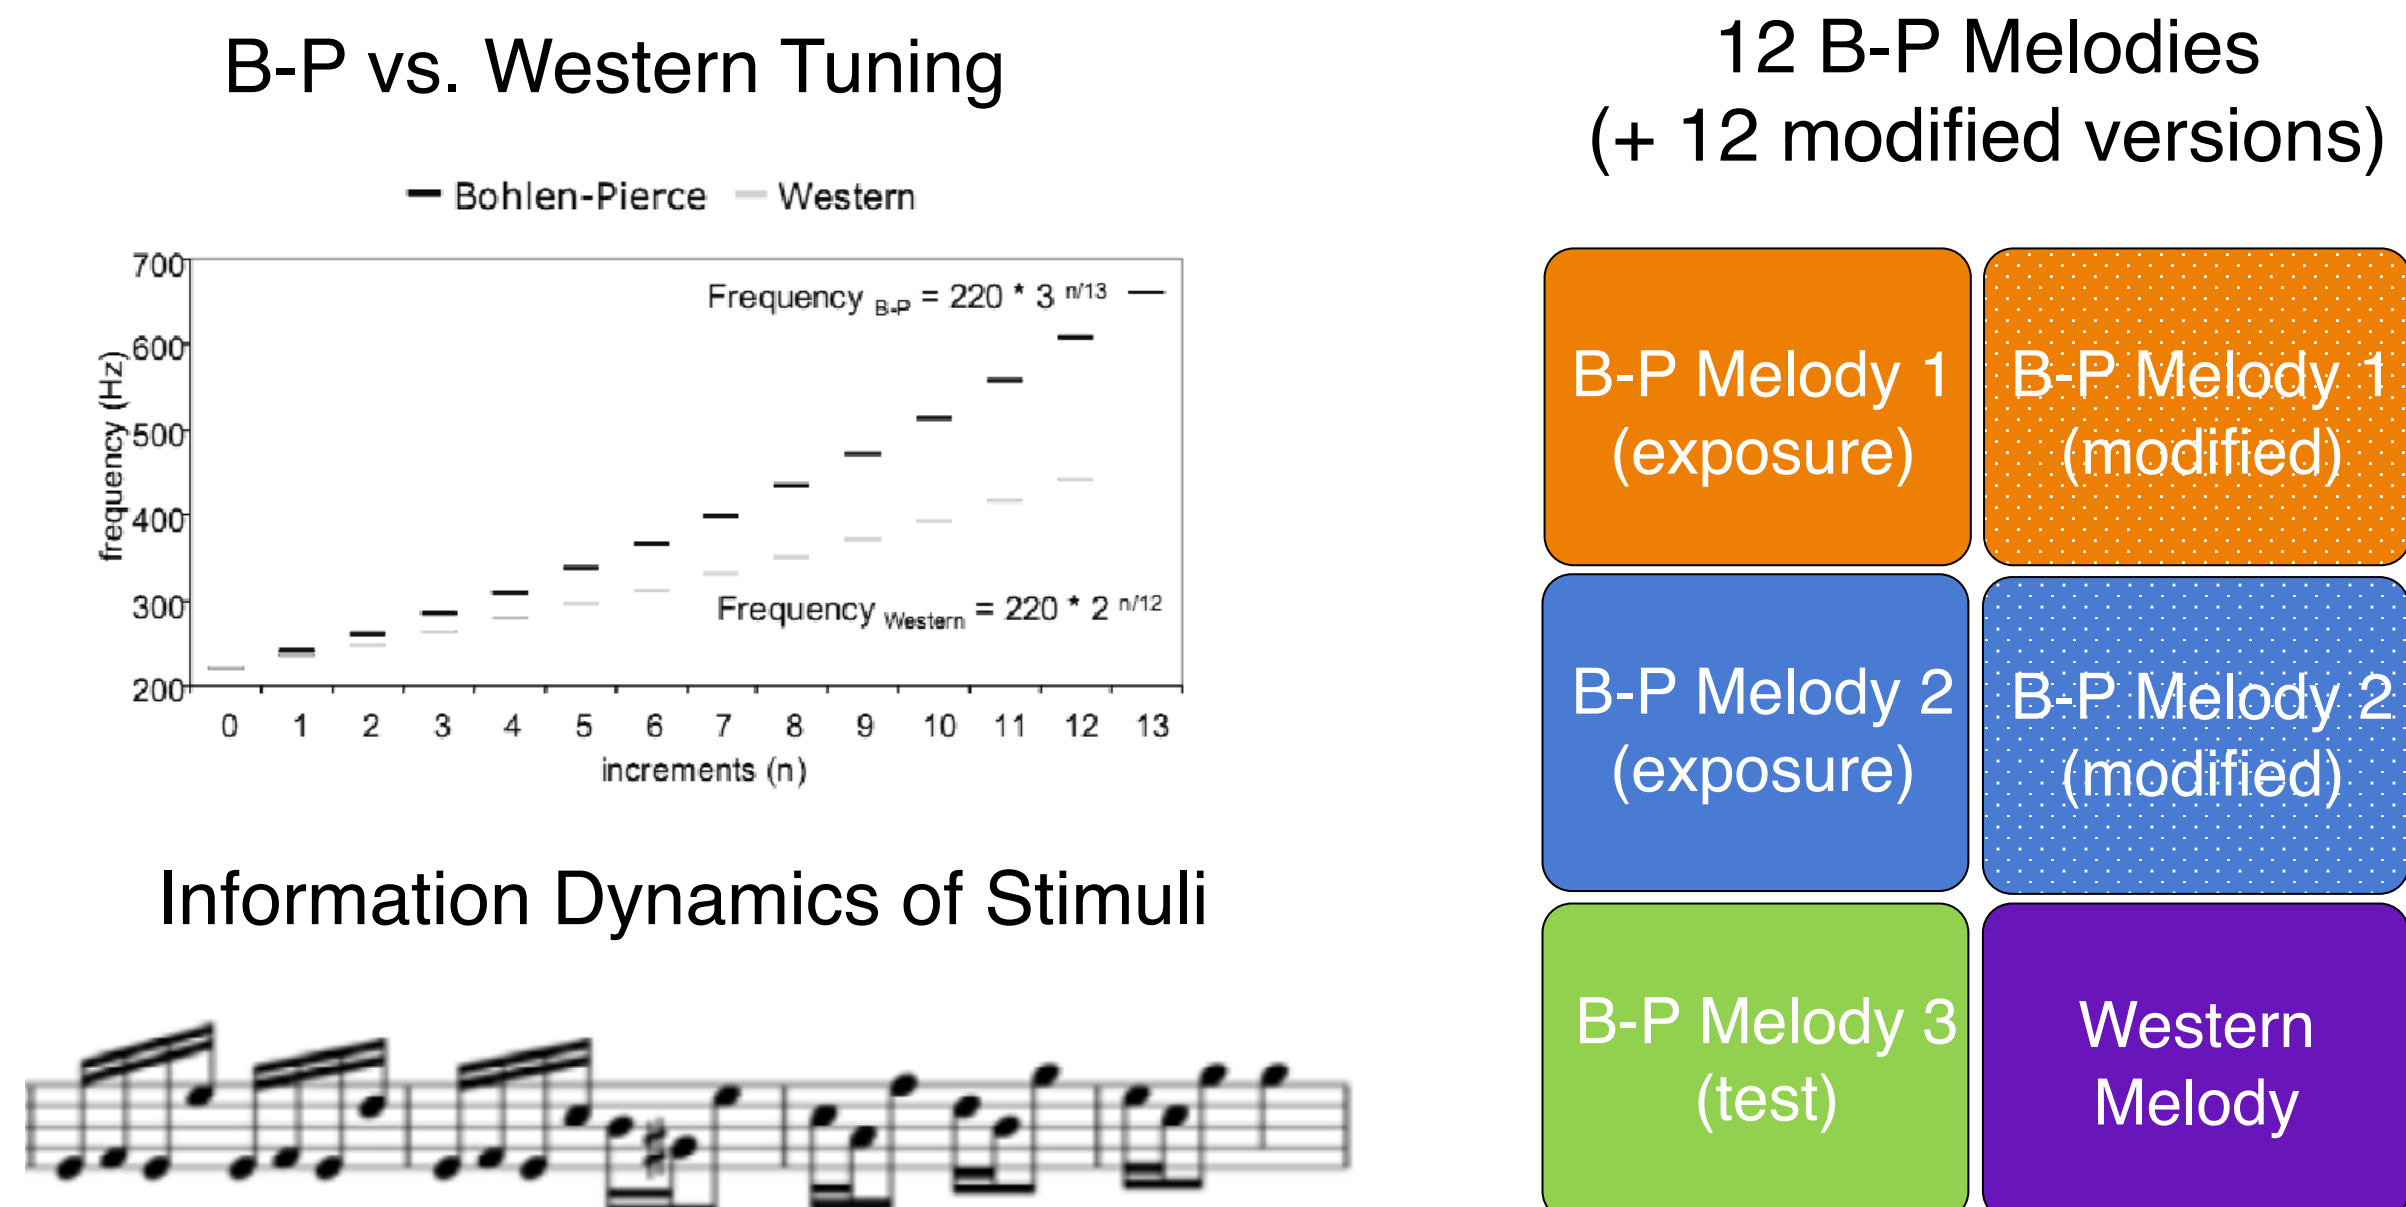 B-P vs. Western Tuning
Bohlen-Pierce Western
700
600
500
400
300
200
frequency (Hz)
Frequency B-P = 220 * 3 n/13
Frequency Western = 220 * 2 n/12
0 1 2 3 4 5 6 7 8 9 10 11 12 13
increments (n)
Information Dynamics of Stimuli
12 B-P Melodies
(+ 12 modified versions)
B-P Melody 1
(exposure)
B-P Melody 1
(modified)
B-P Melody 2
(exposure)
B-P Melody 2
(modified)
B-P Melody 3
(test)
Western
Melody